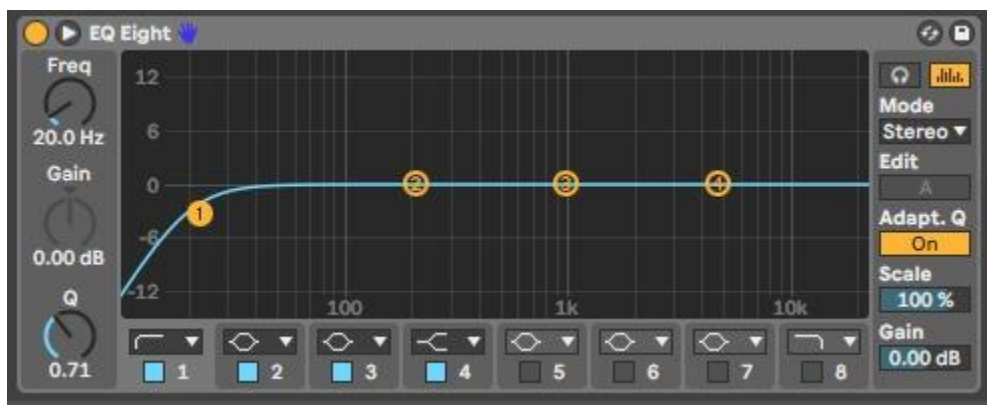 EQ Eight
Freq
20.0 Hz
Gain
0.00 dB
Q
0.71
12
6
0
-6
-12
100
1k
10k
1
2
3
4
1
2
3
4
5
6
7
8
Mode
Stereo
Edit
A
Adapt. Q
On
Scale
100 %
Gain
0.00 dB